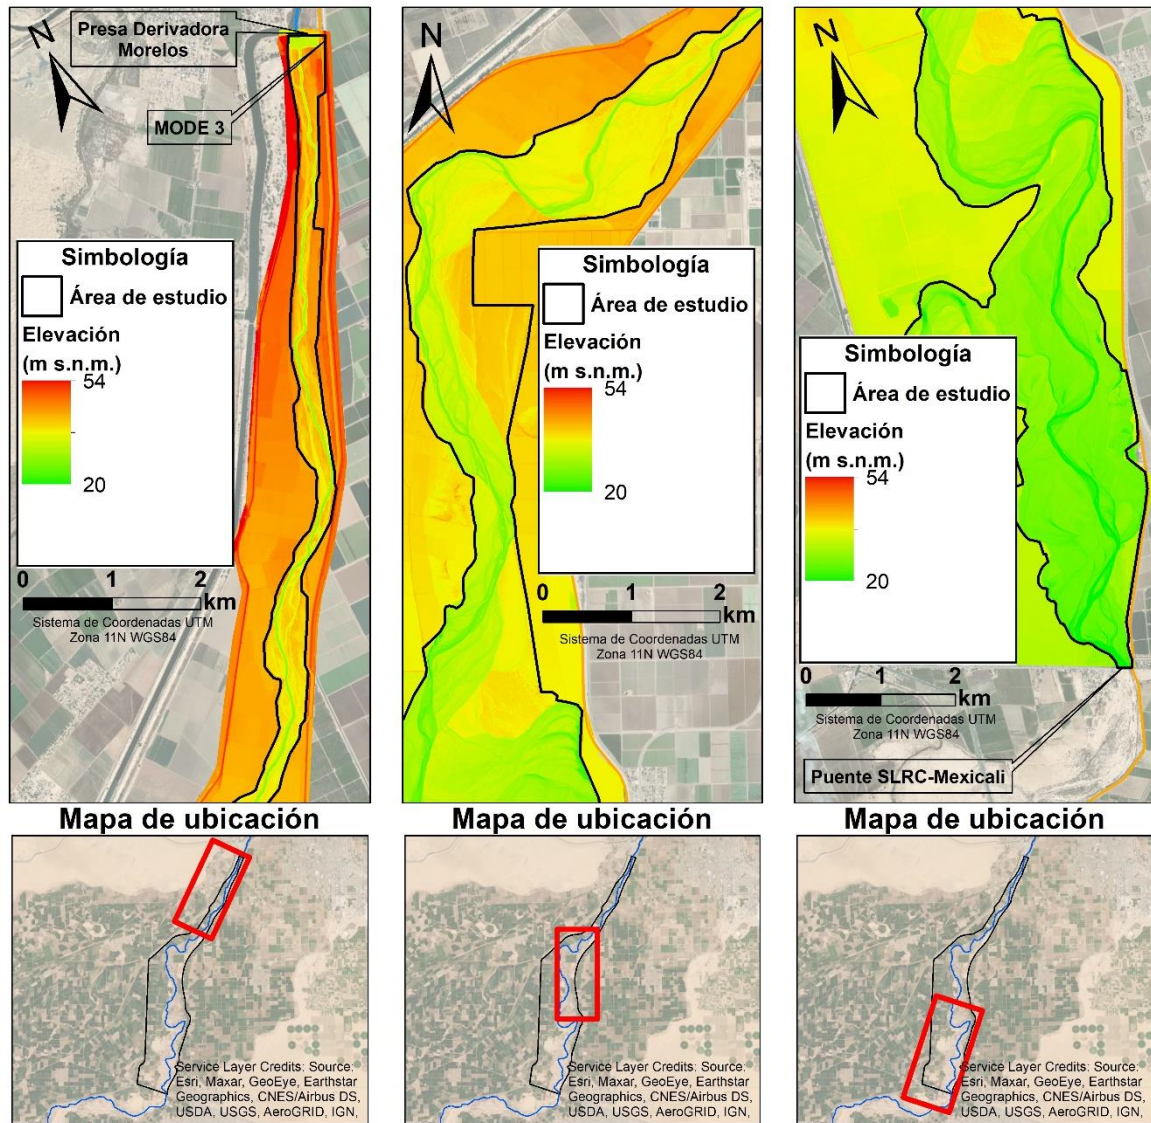 N
Presa Derivadora
Morelos
MODE 3
Simbología
Área de estudio
Elevación
(m s.n.m.)
54
20
0 1 2
km
Sistema de Coordenadas UTM
Zona 11N WGS84
N
Simbología
Área de estudio
Elevación
(m s.n.m.)
54
20
0 1 2
km
Sistema de Coordenadas UTM
Zona 11N WGS84
N
Simbología
Área de estudio
Elevación
(m s.n.m.)
54
20
0 1 2
km
Sistema de Coordenadas UTM
Zona 11N WGS84
Puente SLRC-Mexicali
Mapa de ubicación
Service Layer Credits: Source:
Esri, Maxar, GeoEye, Earthstar
Geographics, CNES/Airbus DS,
USDA, USGS, AeroGRID, IGN,
Mapa de ubicación
Service Layer Credits: Source:
Esri, Maxar, GeoEye, Earthstar
Geographics, CNES/Airbus DS,
USDA, USGS, AeroGRID, IGN,
Mapa de ubicación
Service Layer Credits: Source:
Esri, Maxar, GeoEye, Earthstar
Geographics, CNES/Airbus DS,
USDA, USGS, AeroGRID, IGN,